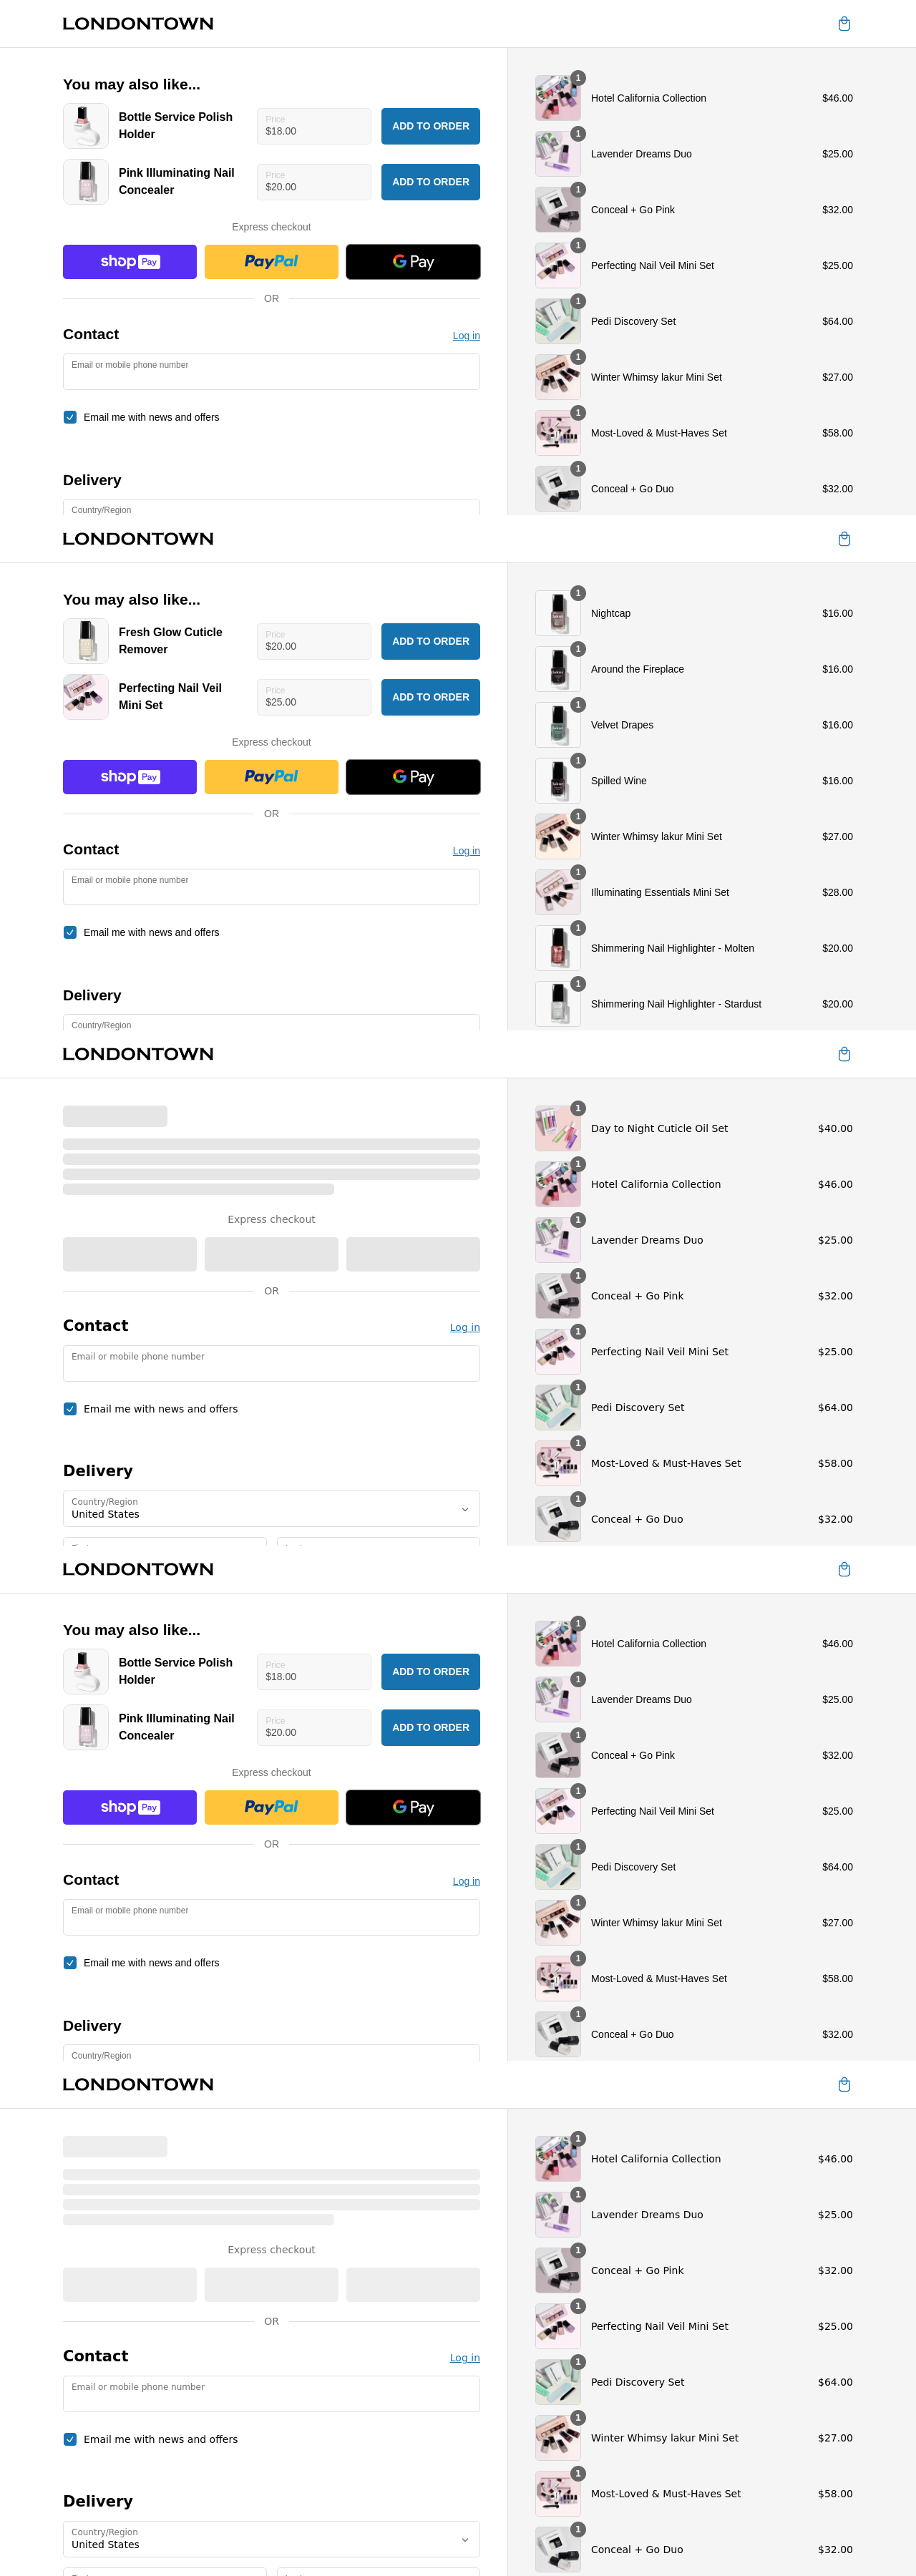 LONDONTOWN
You may also like...
Bottle Service Polish
Holder
Price
$18.00
ADD TO ORDER
Pink Illuminating Nail
Concealer
Price
$20.00
ADD TO ORDER
Express checkout
shop Pay
PayPal
G Pay
OR
Contact
Log in
Email or mobile phone number
Email me with news and offers
Delivery
Country/Region
1
Hotel California Collection $46.00
1
Lavender Dreams Duo $25.00
1
Conceal + Go Pink $32.00
1
Perfecting Nail Veil Mini Set $25.00
1
Pedi Discovery Set $64.00
1
Winter Whimsy lakur Mini Set $27.00
1
Most-Loved & Must-Haves Set $58.00
1
Conceal + Go Duo $32.00
LONDONTOWN
You may also like...
Fresh Glow Cuticle
Remover
Price
$20.00
ADD TO ORDER
Perfecting Nail Veil
Mini Set
Price
$25.00
ADD TO ORDER
Express checkout
shop Pay
PayPal
G Pay
OR
Contact
Log in
Email or mobile phone number
Email me with news and offers
Delivery
Country/Region
1
Nightcap $16.00
1
Around the Fireplace $16.00
1
Velvet Drapes $16.00
1
Spilled Wine $16.00
1
Winter Whimsy lakur Mini Set $27.00
1
Illuminating Essentials Mini Set $28.00
1
Shimmering Nail Highlighter - Molten $20.00
1
Shimmering Nail Highlighter - Stardust $20.00
LONDONTOWN
Express checkout
OR
Contact
Log in
Email or mobile phone number
Email me with news and offers
Delivery
Country/Region
United States
1
Day to Night Cuticle Oil Set $40.00
1
Hotel California Collection $46.00
1
Lavender Dreams Duo $25.00
1
Conceal + Go Pink $32.00
1
Perfecting Nail Veil Mini Set $25.00
1
Pedi Discovery Set $64.00
1
Most-Loved & Must-Haves Set $58.00
1
Conceal + Go Duo $32.00
LONDONTOWN
You may also like...
Bottle Service Polish
Holder
Price
$18.00
ADD TO ORDER
Pink Illuminating Nail
Concealer
Price
$20.00
ADD TO ORDER
Express checkout
shop Pay
PayPal
G Pay
OR
Contact
Log in
Email or mobile phone number
Email me with news and offers
Delivery
Country/Region
1
Hotel California Collection $46.00
1
Lavender Dreams Duo $25.00
1
Conceal + Go Pink $32.00
1
Perfecting Nail Veil Mini Set $25.00
1
Pedi Discovery Set $64.00
1
Winter Whimsy lakur Mini Set $27.00
1
Most-Loved & Must-Haves Set $58.00
1
Conceal + Go Duo $32.00
LONDONTOWN
Express checkout
OR
Contact
Log in
Email or mobile phone number
Email me with news and offers
Delivery
Country/Region
United States
1
Hotel California Collection $46.00
1
Lavender Dreams Duo $25.00
1
Conceal + Go Pink $32.00
1
Perfecting Nail Veil Mini Set $25.00
1
Pedi Discovery Set $64.00
1
Winter Whimsy lakur Mini Set $27.00
1
Most-Loved & Must-Haves Set $58.00
1
Conceal + Go Duo $32.00